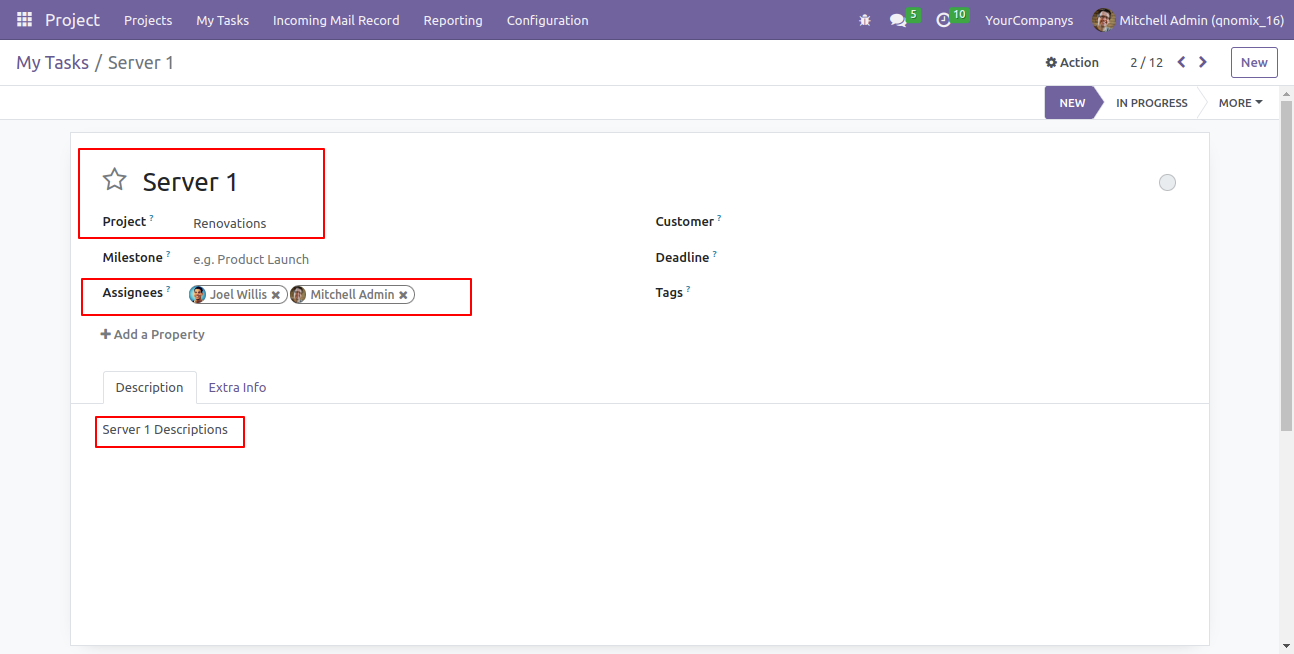 Project Projects My Tasks Incoming Mail Record Reporting Configuration 5 10 YourCompanys Mitchell Admin (qnomix_16)
My Tasks / Server 1 Action 2 / 12 New
NEW IN PROGRESS MORE
Server 1
Project ? Renovations Customer ?
Milestone ? e.g. Product Launch Deadline ?
Assignees ? Joel Willis Mitchell Admin Tags ?
Add a Property
Description Extra Info
Server 1 Descriptions